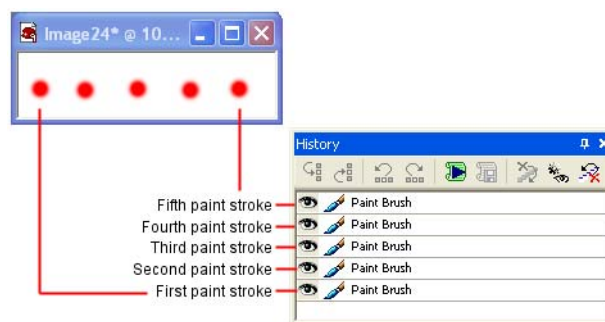 Image24* @ 10...
History
Fifth paint stroke Paint Brush
Fourth paint stroke Paint Brush
Third paint stroke Paint Brush
Second paint stroke Paint Brush
First paint stroke Paint Brush